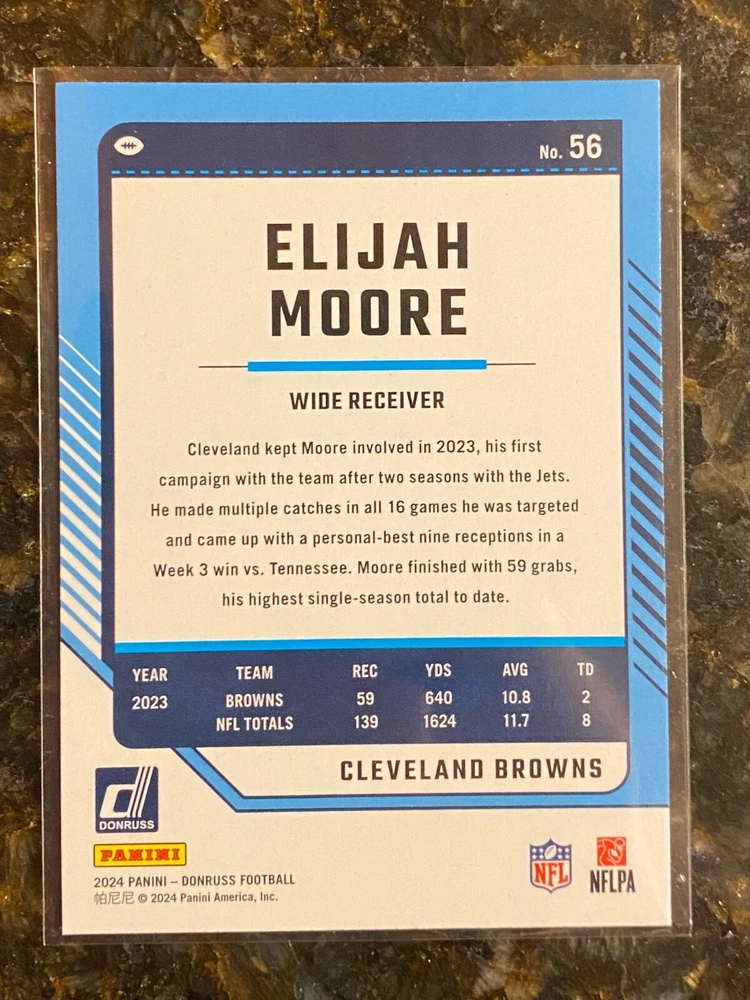 No. 56
ELIJAH
MOORE
WIDE RECEIVER
Cleveland kept Moore involved in 2023, his first
campaign with the team after two seasons with the Jets.
He made multiple catches in all 16 games he was targeted
and came up with a personal-best nine receptions in a
Week 3 win vs. Tennessee. Moore finished with 59 grabs,
his highest single-season total to date.
YEAR TEAM REC YDS AVG TD
2023 BROWNS 59 640 10.8 2
NFL TOTALS 139 1624 11.7 8
CLEVELAND BROWNS
DONRUSS
PANINI
2024 PANINI – DONRUSS FOOTBALL
帕尼尼 © 2024 Panini America, Inc.
NFL
NFLPA